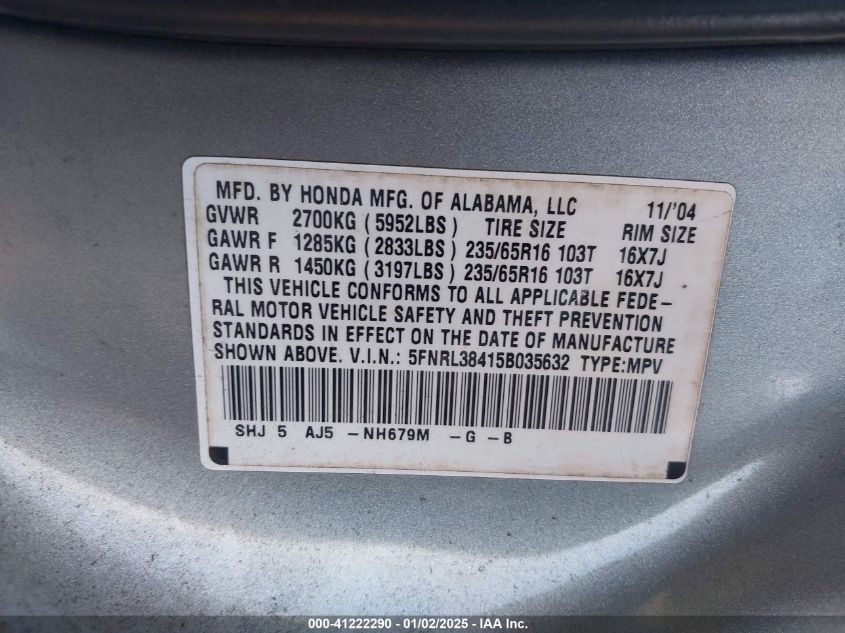 MFD. BY HONDA MFG. OF ALABAMA, LLC 11/'04
GVWR 2700KG (5952LBS) TIRE SIZE RIM SIZE
GAWR F 1285KG (2833LBS) 235/65R16 103T 16X7J
GAWR R 1450KG (3197LBS) 235/65R16 103T 16X7J
THIS VEHICLE CONFORMS TO ALL APPLICABLE FEDE-
RAL MOTOR VEHICLE SAFETY AND THEFT PREVENTION
STANDARDS IN EFFECT ON THE DATE OF MANUFACTURE
SHOWN ABOVE. V.I.N.: 5FNRL38415B035632 TYPE:MPV
SHJ 5 AJ5 -NH679M -G -B
000-41222290 - 01/02/2025 - IAAI.COM